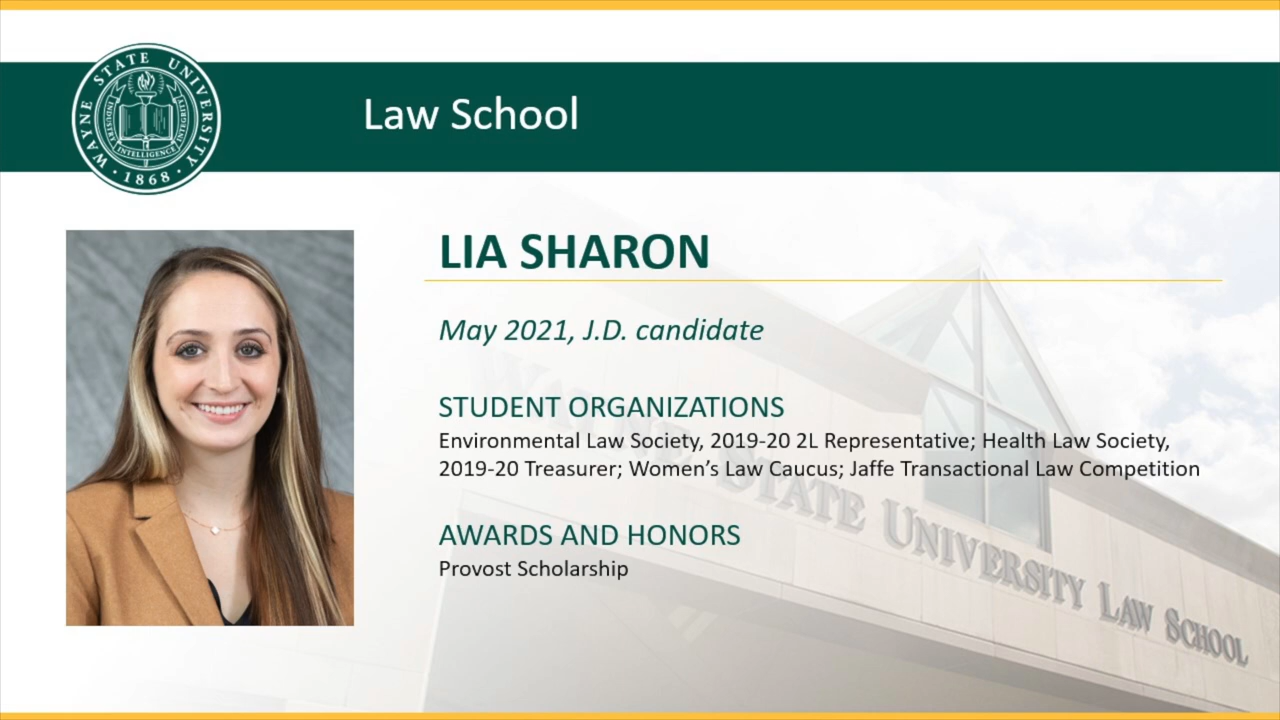 WAYNE STATE UNIVERSITY
INDUSTRY
INTELLIGENCE
INTEGRITY
· 1868 ·
Law School
LIA SHARON
May 2021, J.D. candidate
STUDENT ORGANIZATIONS
Environmental Law Society, 2019-20 2L Representative; Health Law Society,
2019-20 Treasurer; Women’s Law Caucus; Jaffe Transactional Law Competition
AWARDS AND HONORS
Provost Scholarship
WAYNE STATE UNIVERSITY LAW SCHOOL